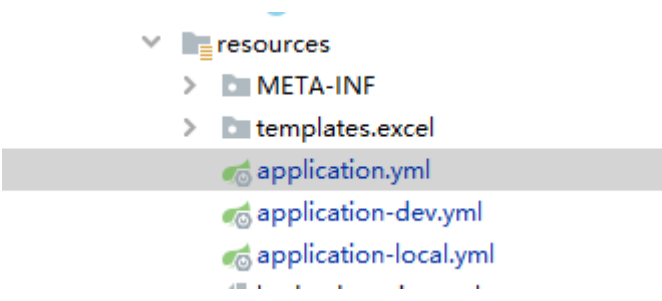 resources
META-INF
templates.excel
application.yml
application-dev.yml
application-local.yml